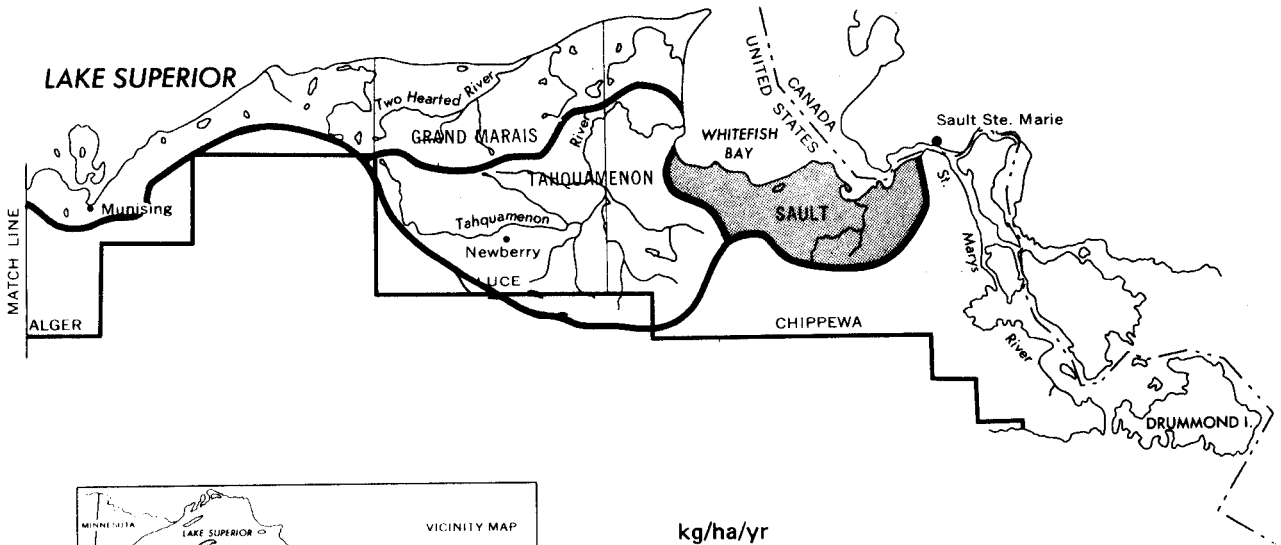 LAKE SUPERIOR
CANADA
UNITED STATES
Two Hearted River
GRAND MARAIS
River
WHITEFISH
BAY
Sault Ste. Marie
TAHQUAMENON
SAULT
St.
Marys
River
Munising
Tahquamenon
Newberry
LUCE
MATCH LINE
ALGER
CHIPPEWA
DRUMMOND I.
MINNESOTA
LAKE SUPERIOR
VICINITY MAP
kg/ha/yr